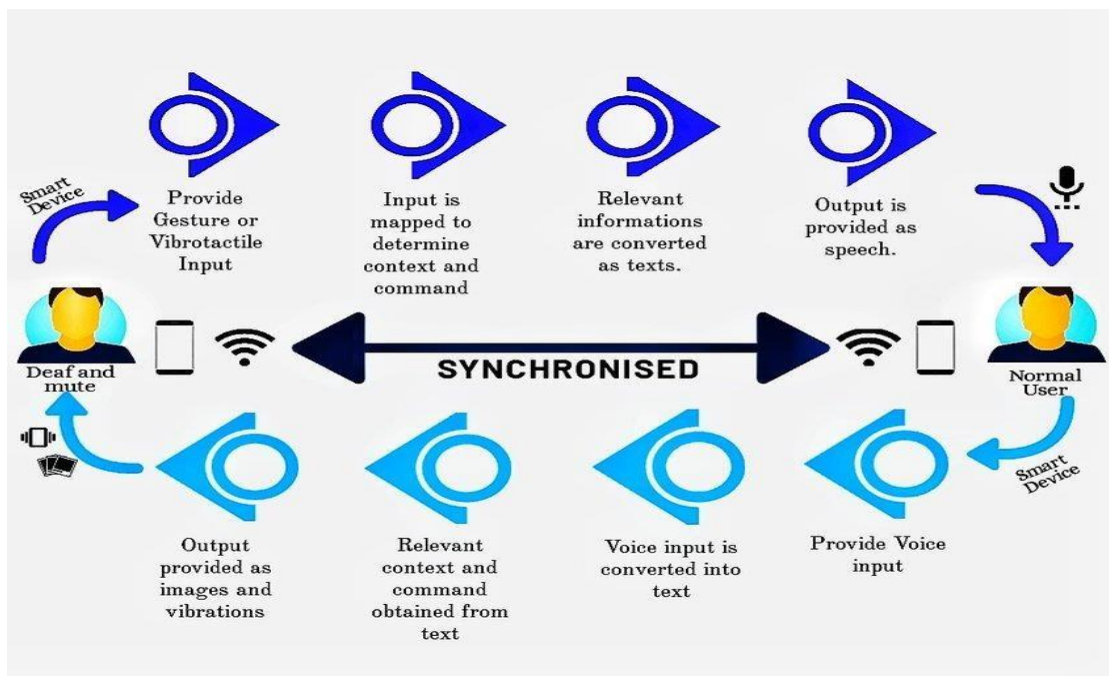 Smart
Device
Provide
Gesture or
Vibrotactile
Input
Input is
mapped to
determine
context and
command
Relevant
informations
are converted
as texts.
Output is
provided as
speech.
Deaf and
mute
SYNCHRONISED
Normal
User
Smart
Device
Output
provided as
images and
vibrations
Relevant
context and
command
obtained from
text
Voice input is
converted into
text
Provide Voice
input